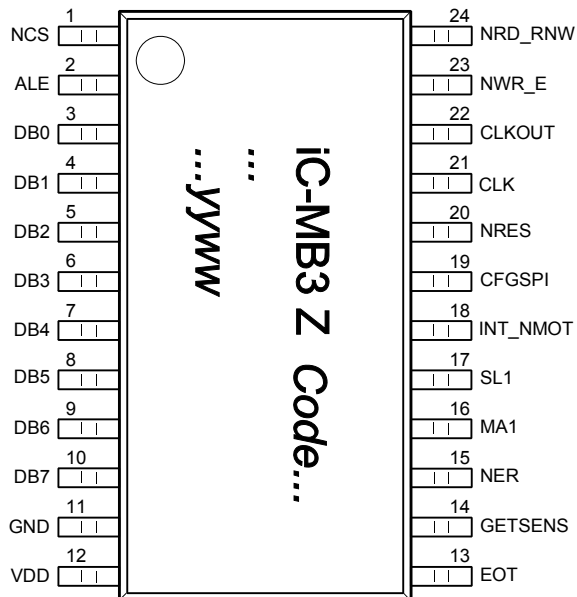 1
NCS
2
ALE
3
DB0
4
DB1
5
DB2
6
DB3
7
DB4
8
DB5
9
DB6
10
DB7
11
GND
12
VDD
iC-MB3 Z Code....
...
...yyww
24
NRD_RNW
23
NWR_E
22
CLKOUT
21
CLK
20
NRES
19
CFGSPI
18
INT_NMOT
17
SL1
16
MA1
15
NER
14
GETSENS
13
EOT